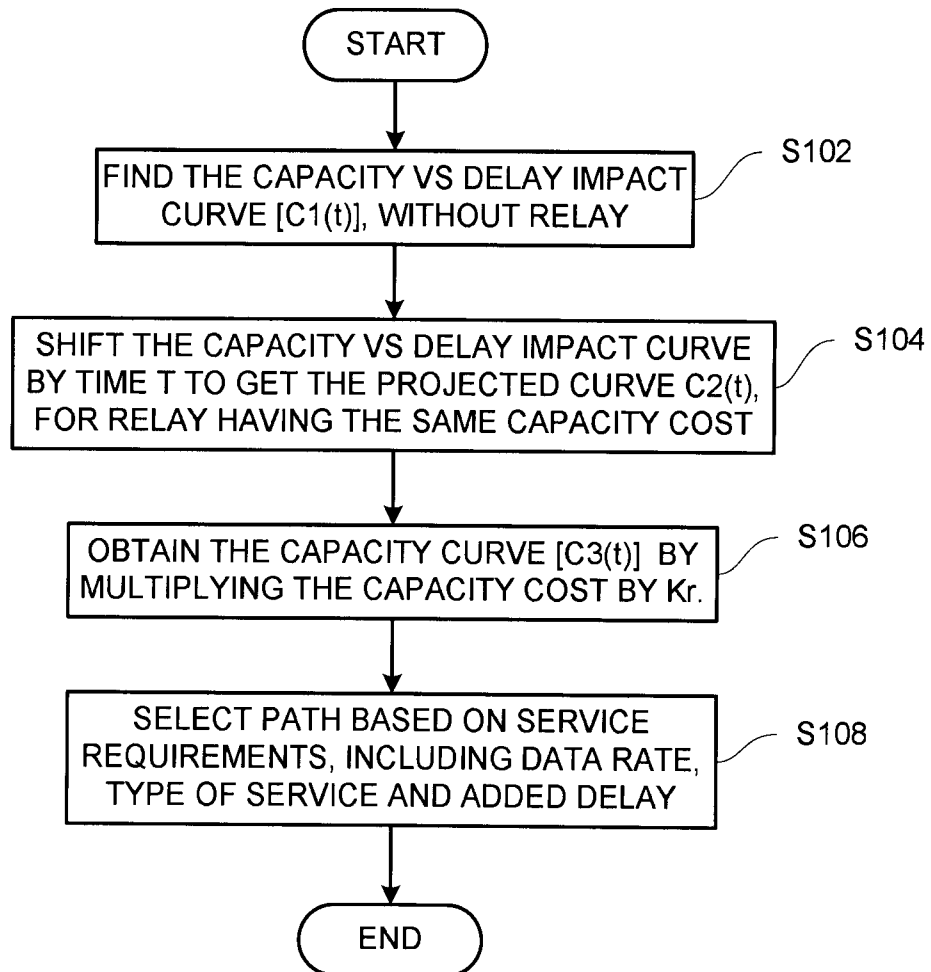 START
FIND THE CAPACITY VS DELAY IMPACT
CURVE [C1(t)], WITHOUT RELAY
S102
SHIFT THE CAPACITY VS DELAY IMPACT CURVE
BY TIME T TO GET THE PROJECTED CURVE C2(t),
FOR RELAY HAVING THE SAME CAPACITY COST
S104
OBTAIN THE CAPACITY CURVE [C3(t)] BY
MULTIPLYING THE CAPACITY COST BY Kr.
S106
SELECT PATH BASED ON SERVICE
REQUIREMENTS, INCLUDING DATA RATE,
TYPE OF SERVICE AND ADDED DELAY
S108
END